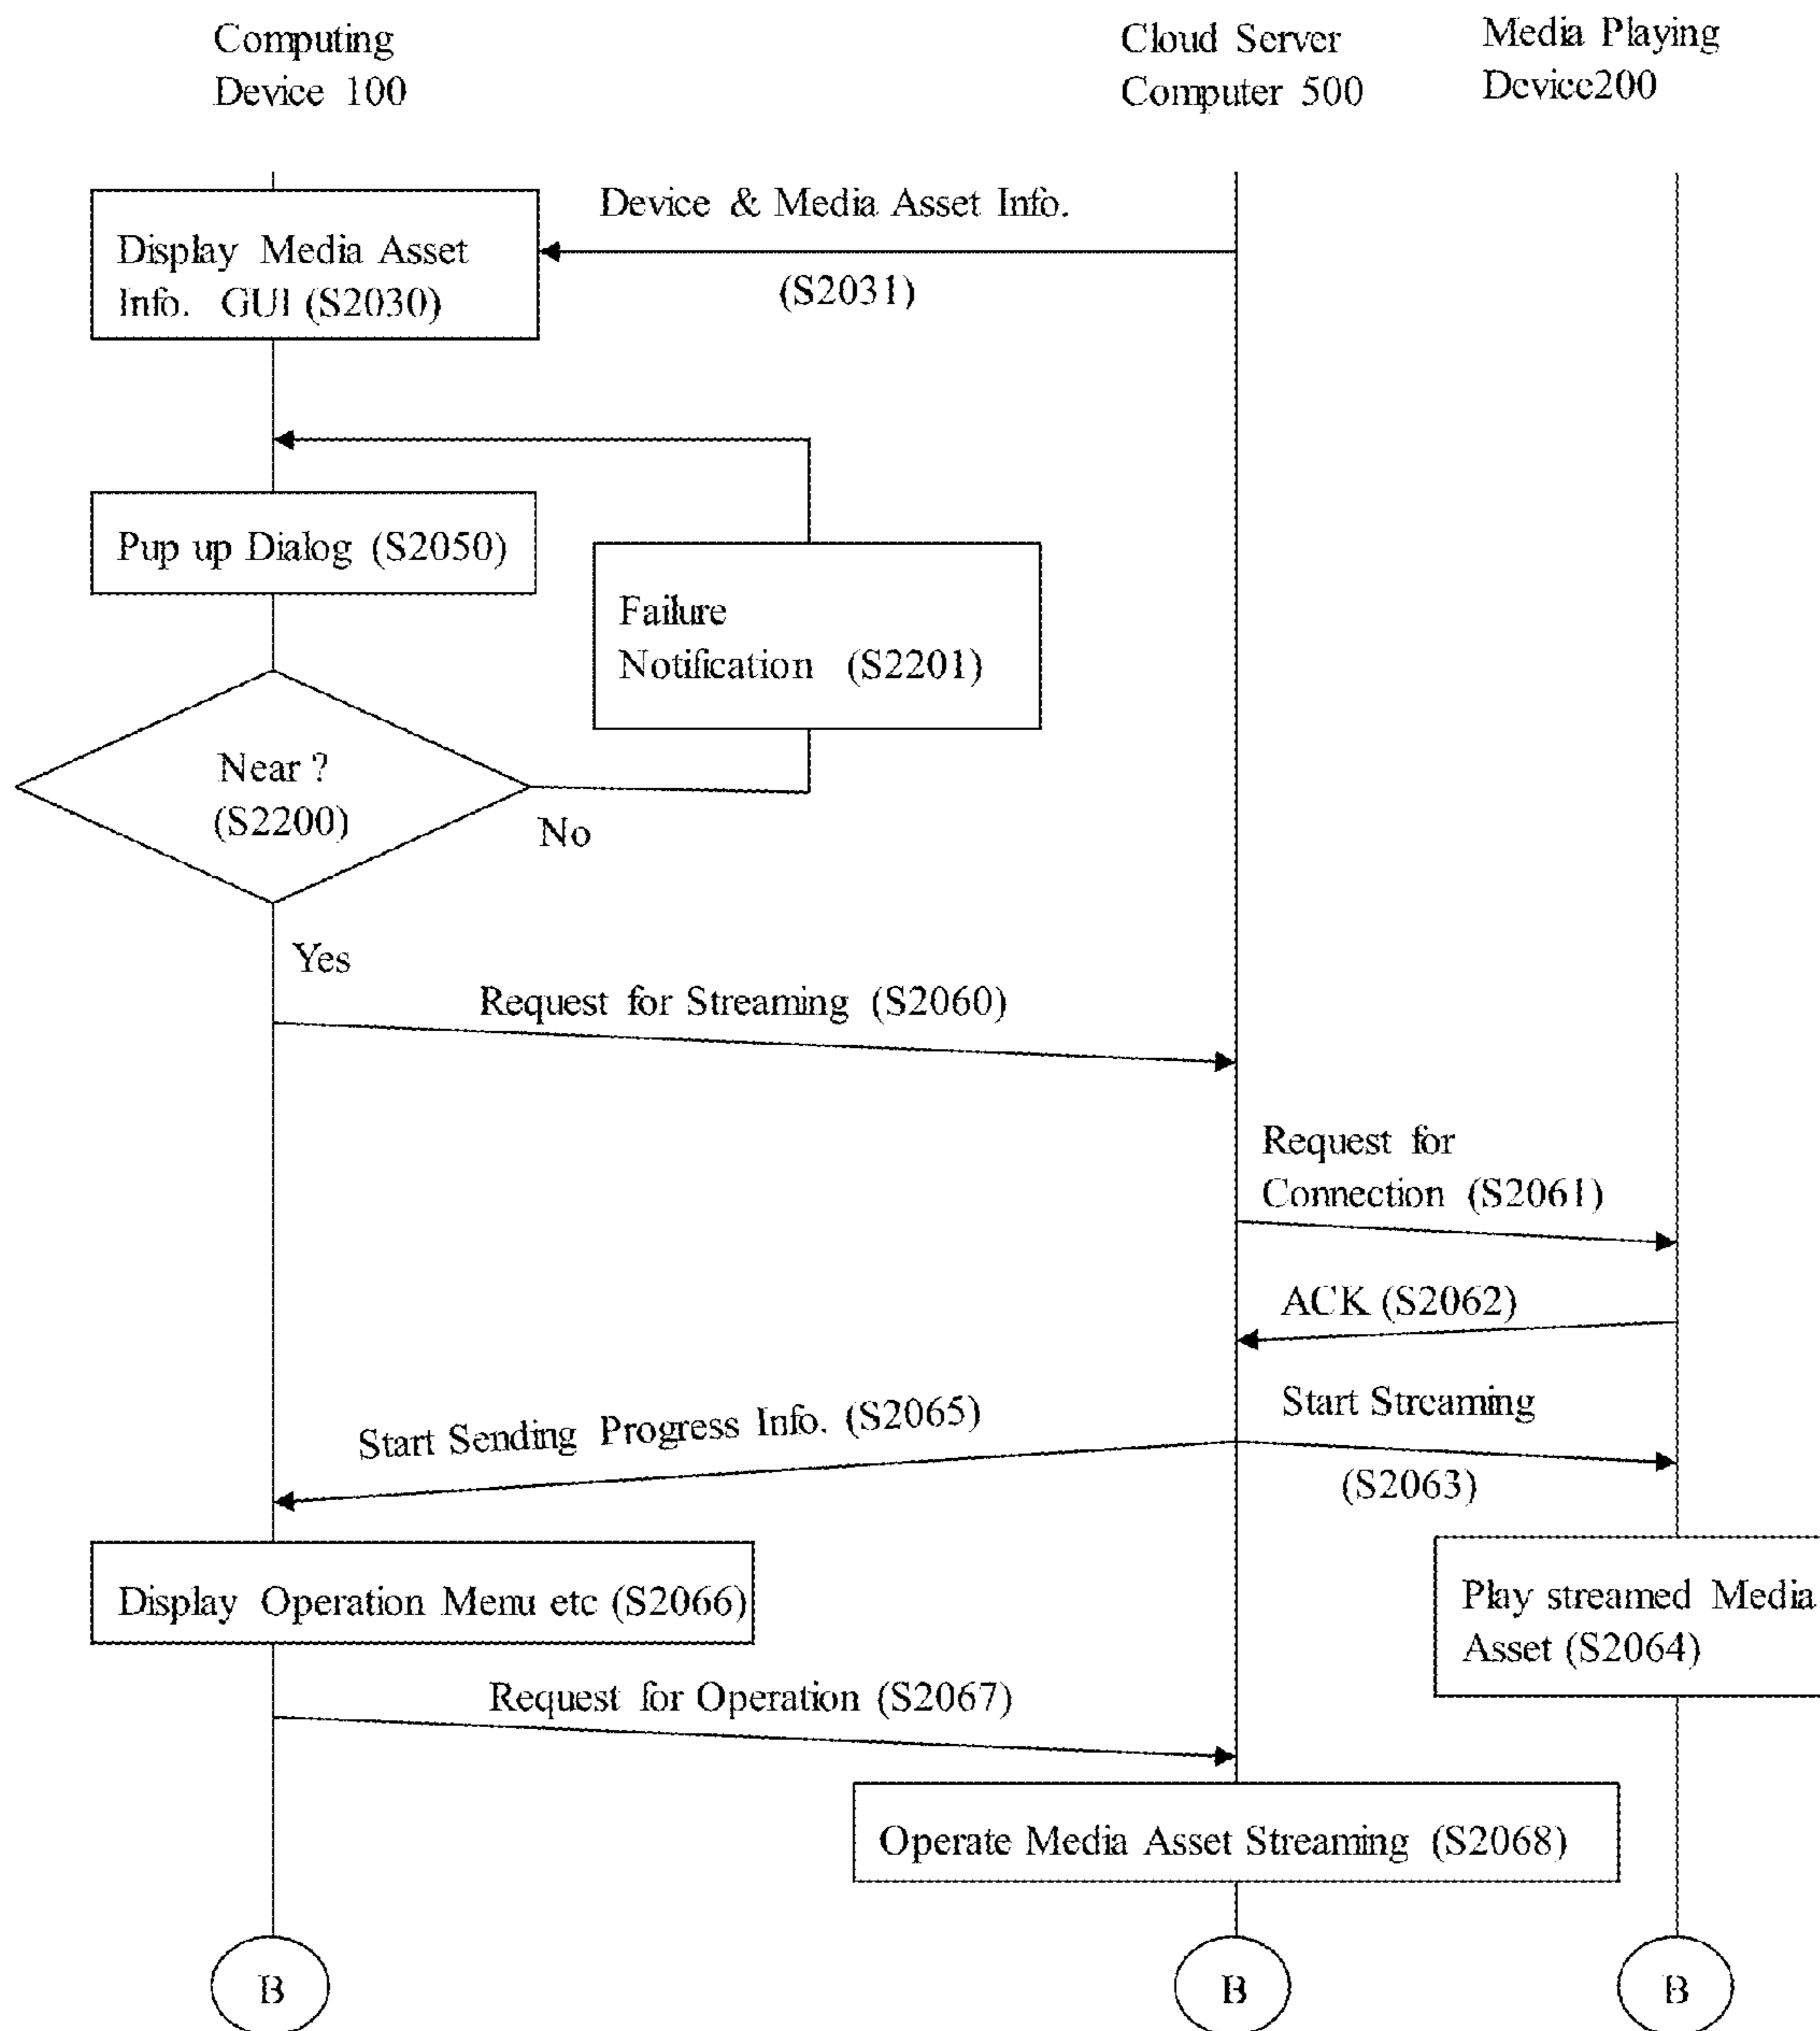 Computing
Device 100
Cloud Server
Computer 500
Media Playing
Device200
Device & Media Asset Info.
(S2031)
Display Media Asset
Info. GUI (S2030)
Pup up Dialog (S2050)
Failure
Notification (S2201)
Near ?
(S2200)
No
Yes
Request for Streaming (S2060)
Request for
Connection (S2061)
ACK (S2062)
Start Sending Progress Info. (S2065)
Start Streaming
(S2063)
Display Operation Menu etc (S2066)
Play streamed Media
Asset (S2064)
Request for Operation (S2067)
Operate Media Asset Streaming (S2068)
B
B
B